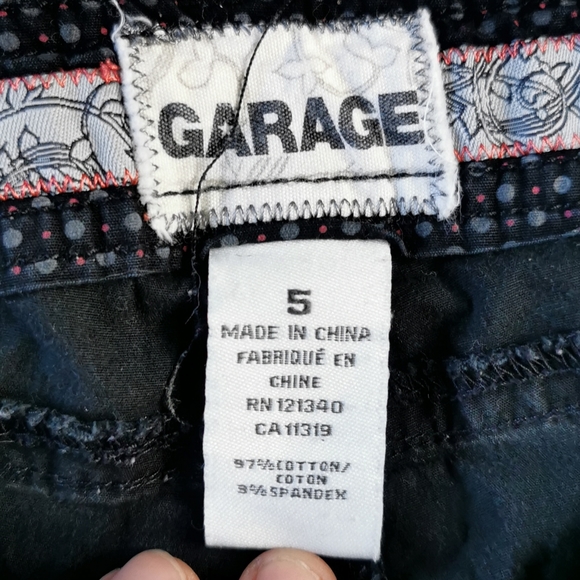 GARAGE
5
MADE IN CHINA
FABRIQUÉ EN
CHINE
RN 121340
CA 11319
97% COTTON/
COTON
3% SPANDEX